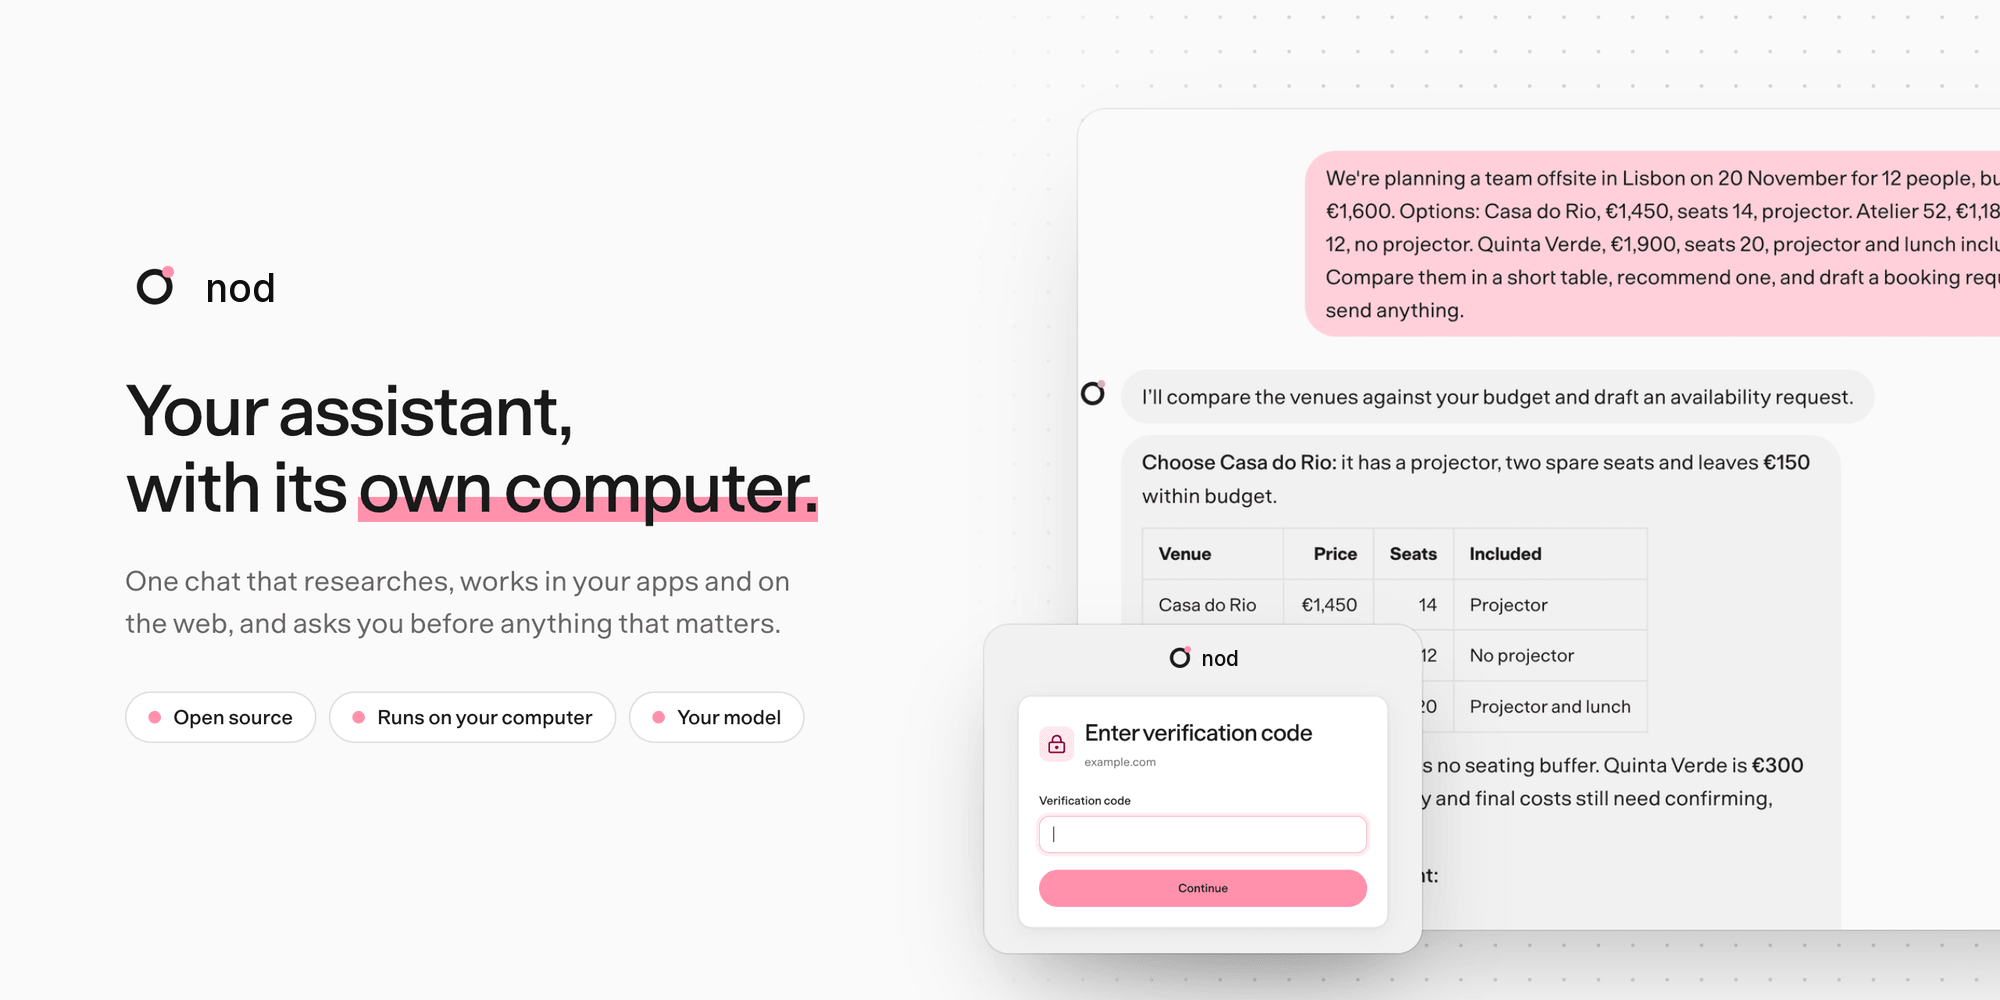 nod
Your assistant,
with its own computer.
One chat that researches, works in your apps and on
the web, and asks you before anything that matters.
Open source
Runs on your computer
Your model
We're planning a team offsite in Lisbon on 20 November for 12 people,
€1,600. Options: Casa do Rio, €1,450, seats 14, projector. Atelier 52,
12, no projector. Quinta Verde, €1,900, seats 20, projector and lunch
Compare them in a short table, recommend one, and draft a booking
send anything.
I'll compare the venues against your budget and draft an availability request.
Choose Casa do Rio: it has a projector, two spare seats and leaves €150
within budget.
Venue Price Seats Included
Casa do Rio €1,450 14 Projector
12 No projector
20 Projector and lunch
no seating buffer. Quinta Verde is €300
and final costs still need confirming,
nod
Enter verification code
example.com
Verification code
Continue